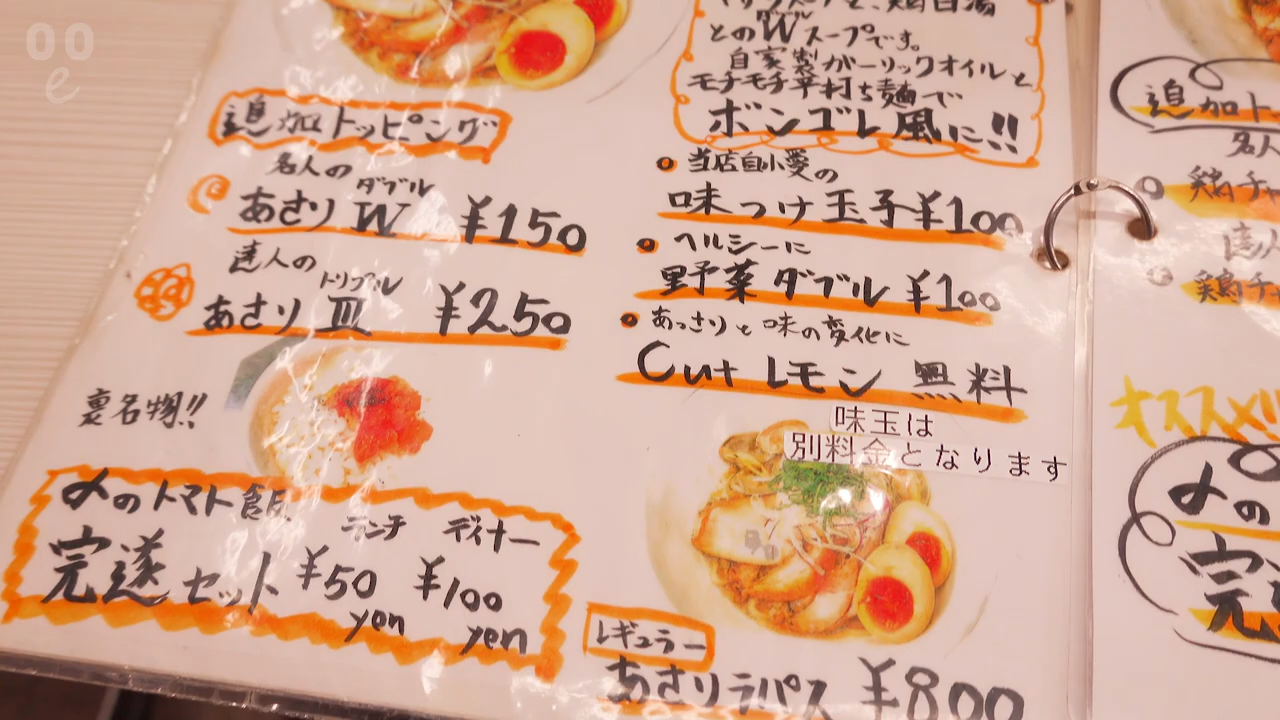 追加トッピング
名人の
ダブル
あさりW ¥150
達人の
トリプル
あさりⅢ ¥250
裏名物!!
〆のトマト飯
ランチ ディナー
完遂セット ¥50 ¥100
yen yen
とのWスープです。
自家製ガーリックオイルと
モチモチ平打ち麺で
ボンゴレ風に!!
当店自小愛の
味つけ玉子¥100
ヘルシーに
野菜ダブル ¥100
あっさりと味の変化に
Cutレモン 無料
味玉は
別料金となります
レギュラー
あさりラパス ¥800
追加ト
名人
鶏チャ
達人
鶏チャ
オススメ!!
〆の
完遂